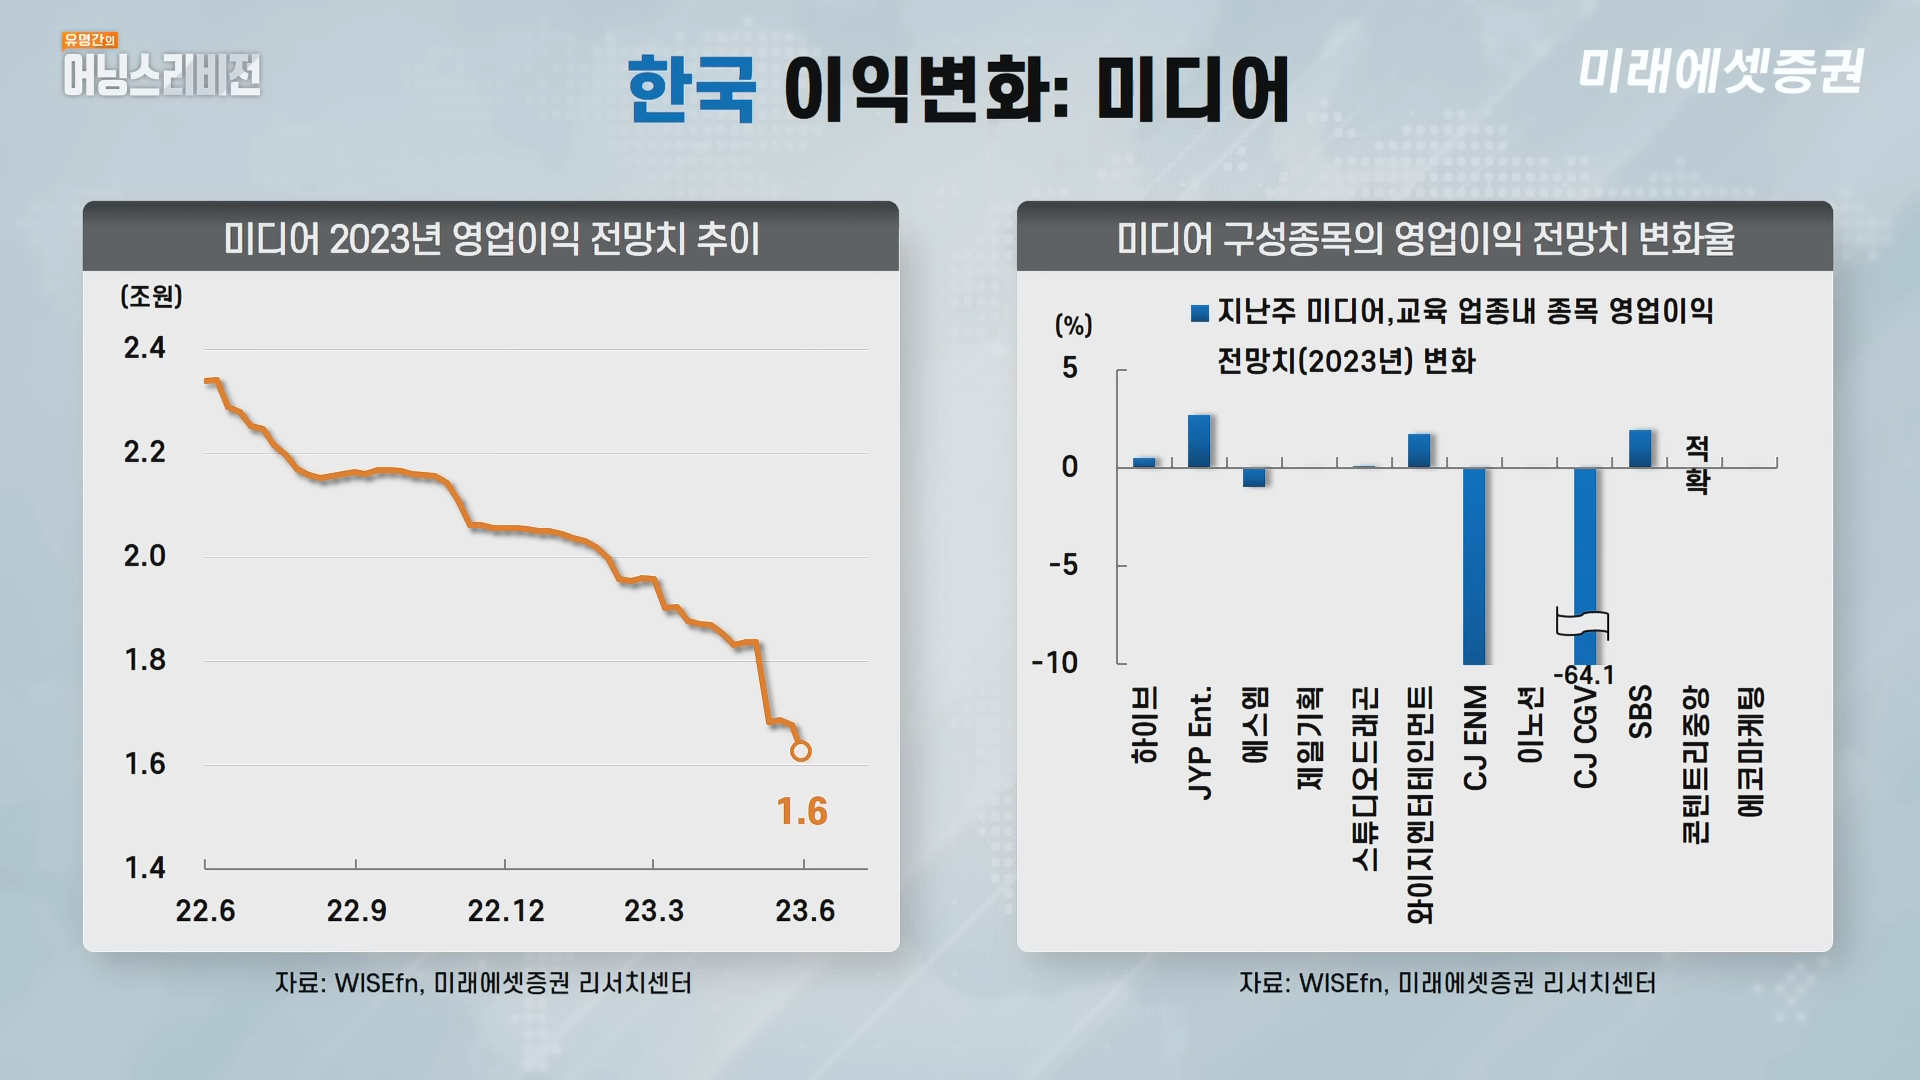 유명간의
어닝스리비전
한국 이익변화: 미디어
미래에셋증권
미디어 2023년 영업이익 전망치 추이
(조원)
2.4
2.2
2.0
1.8
1.6
1.4
1.6
22.6 22.9 22.12 23.3 23.6
자료: WISEfn, 미래에셋증권 리서치센터
미디어 구성종목의 영업이익 전망치 변화율
(%)
지난주 미디어,교육 업종내 종목 영업이익
전망치(2023년) 변화
5
0
-5
-10
적
확
-64.1
하이브
JYP Ent.
에스엠
제일기획
스튜디오드래곤
와이지엔터테인먼트
CJ ENM
이노션
CJ CGV
SBS
콘텐트리중앙
에코마케팅
자료: WISEfn, 미래에셋증권 리서치센터